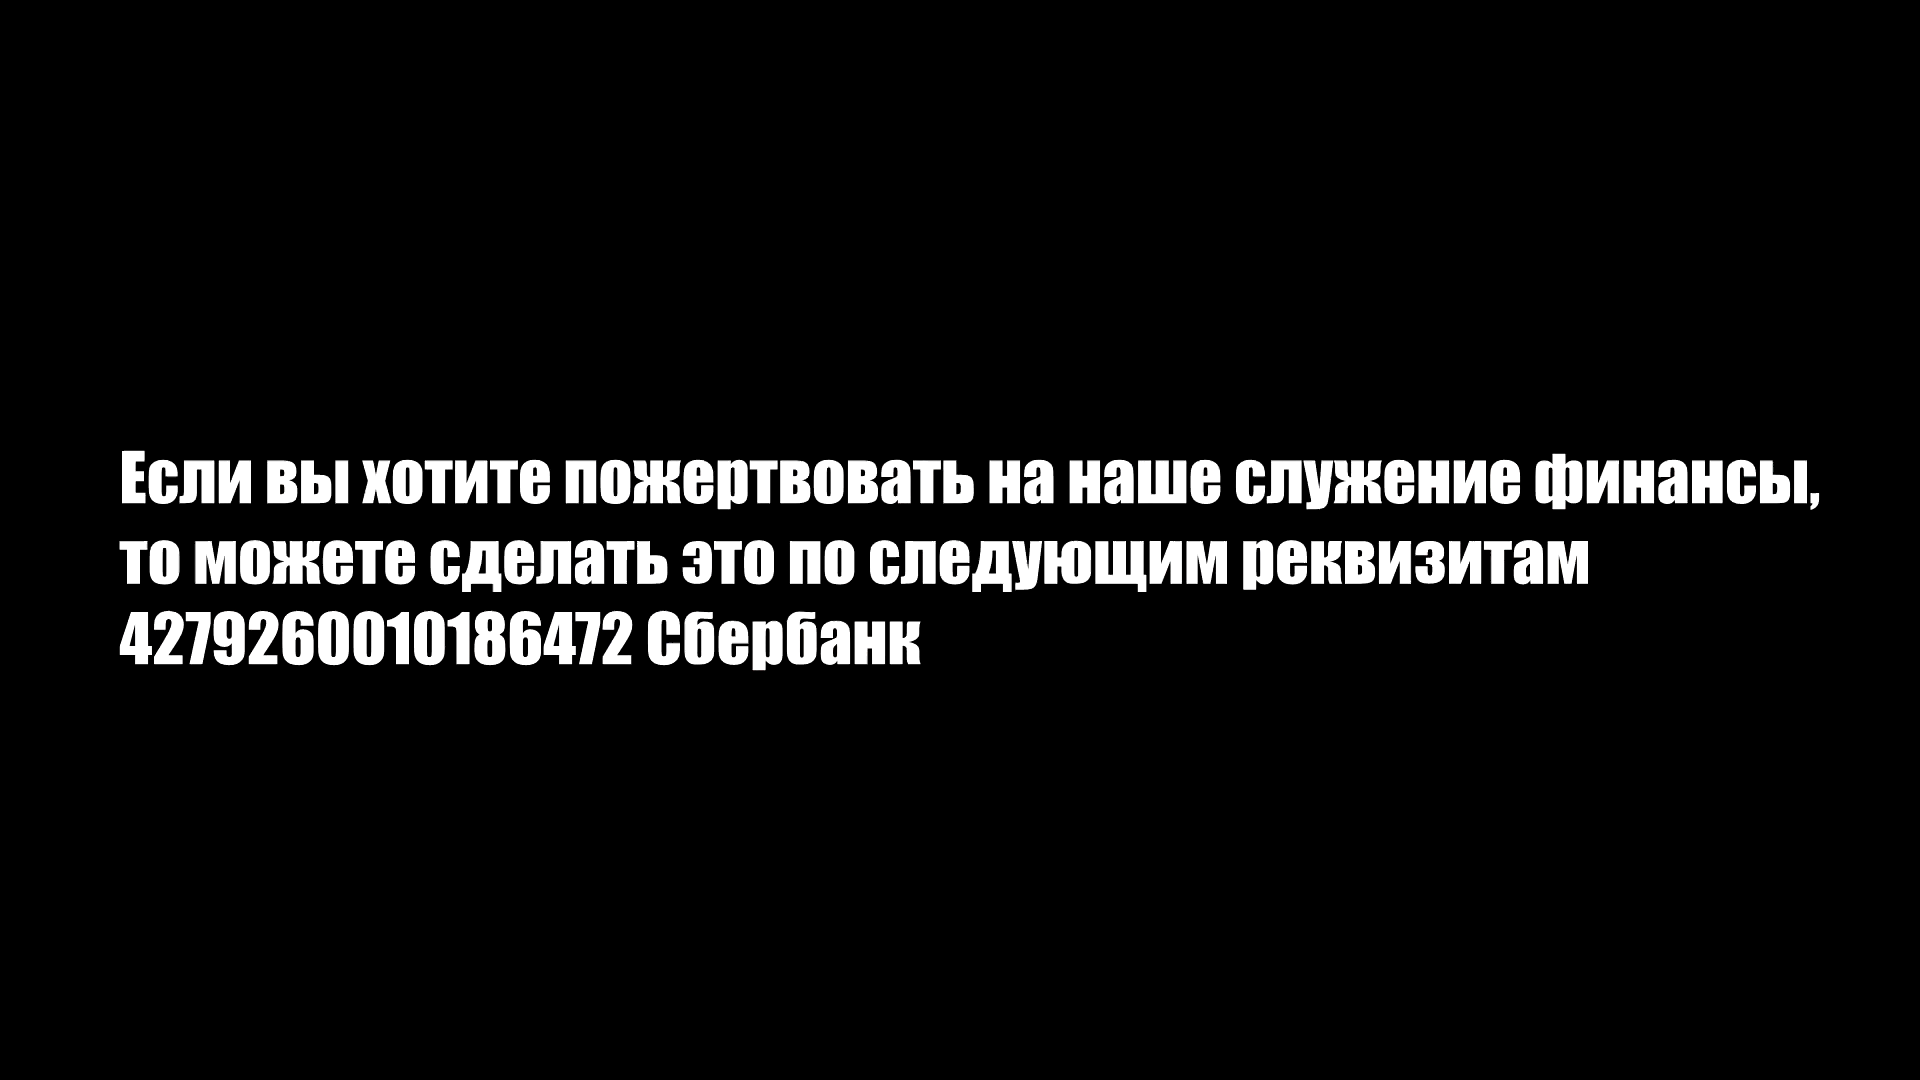 Если вы хотите пожертвовать на наше служение финансы,
то можете сделать это по следующим реквизитам
4279260010186472 Сбербанк